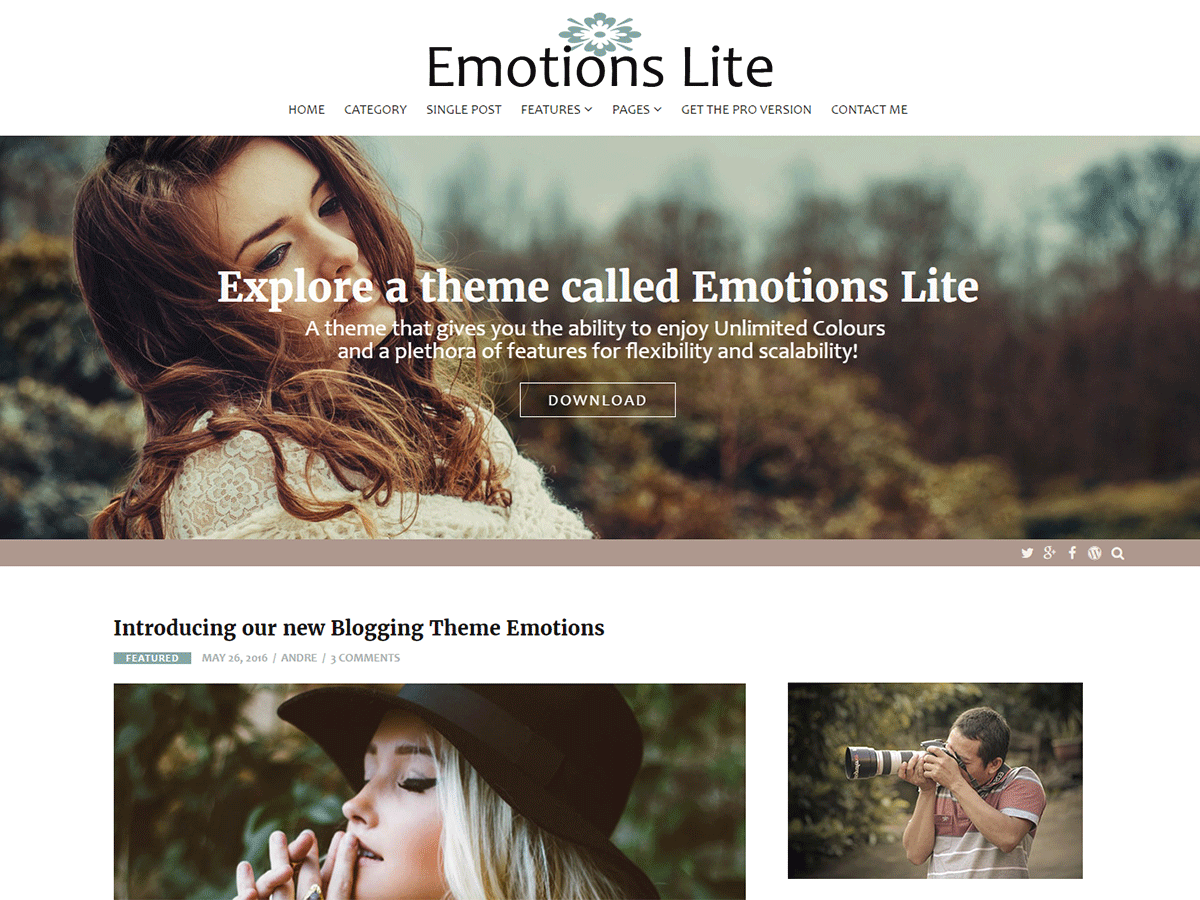 Emotions Lite
HOME CATEGORY SINGLE POST FEATURES PAGES GET THE PRO VERSION CONTACT ME
Explore a theme called Emotions Lite
A theme that gives you the ability to enjoy Unlimited Colours
and a plethora of features for flexibility and scalability!
DOWNLOAD
Introducing our new Blogging Theme Emotions
FEATURED MAY 26, 2016 / ANDRE / 3 COMMENTS